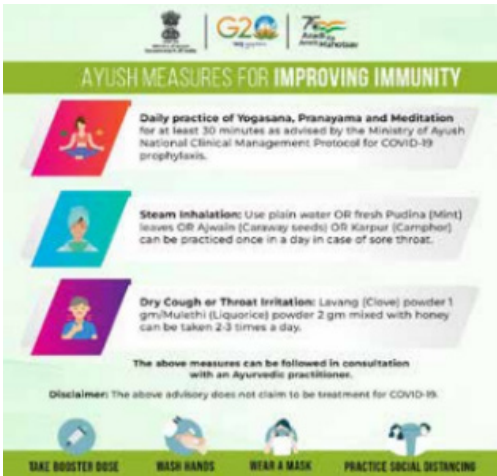 G20
75
Azadi Ka
Amrit Mahotsav
AYUSH MEASURES FOR IMPROVING IMMUNITY
Daily practice of Yogasana, Pranayama and Meditation
for at least 30 minutes as advised by the Ministry of Ayush
National Clinical Management Protocol for COVID-19
prophylaxis.
Steam Inhalation: Use plain water OR fresh Pudina (Mint)
leaves OR Ajwain (Caraway seeds) OR Karpur (Camphor)
can be practiced once in a day in case of sore throat.
Dry Cough or Throat Irritation: Lavang (Clove) powder 1
gm/Mulethi (Liquorice) powder 2 gm mixed with honey
can be taken 2-3 times a day.
The above measures can be followed in consultation
with an Ayurvedic practitioner.
Disclaimer: The above advisory does not claim to be treatment for COVID-19.
TAKE BOOSTER DOSE WASH HANDS WEAR A MASK PRACTICE SOCIAL DISTANCING